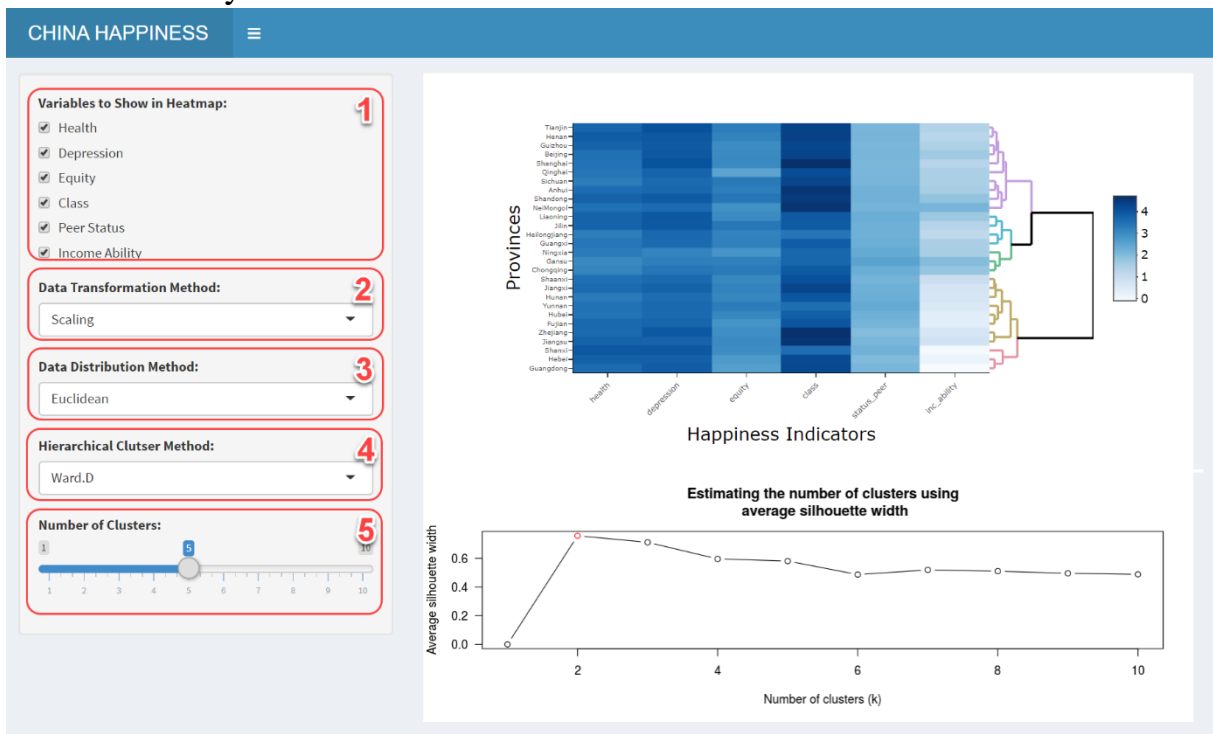 CHINA HAPPINESS
Variables to Show in Heatmap:
1
Health
Depression
Equity
Class
Peer Status
Income Ability
Data Transformation Method:
2
Scaling
Data Distribution Method:
3
Euclidean
Hierarchical Clutser Method:
4
Ward.D
Number of Clusters:
5
1
5
10
1 2 3 4 5 6 7 8 9 10
Provinces
Tianjin
Henan
Guizhou
Beijing
Shanghai
Qinghai
Sichuan
Anhui
Shandong
NeiMongol
Liaoning
Jilin
Heilongjiang
Guangxi
Ningxia
Gansu
Chongqing
Shaanxi
Jiangxi
Hunan
Yunnan
Hubei
Fujian
Zhejiang
Jiangsu
Shanxi
Hebei
Guangdong
health depression equity class status_peer inc_ability
Happiness Indicators
4
3
2
1
0
Estimating the number of clusters using
average silhouette width
Average silhouette width
0.6
0.4
0.2
0.0
2 4 6 8 10
Number of clusters (k)